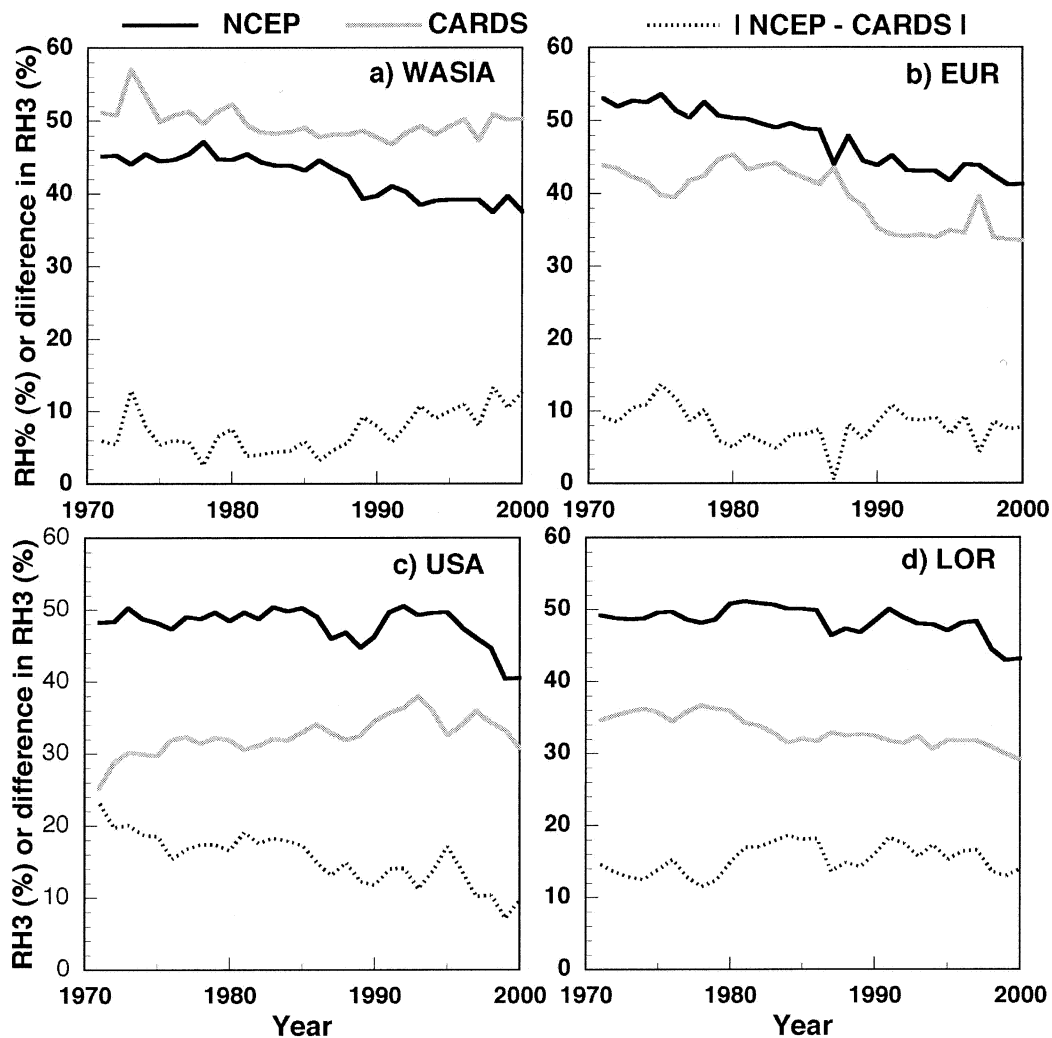 NCEP CARDS | NCEP - CARDS |
RH% (%) or diiference in RH3 (%)
a) WASIA
60
50
40
30
20
10
0
1970 1980 1990 2000
b) EUR
60
50
40
30
20
10
0
1970 1980 1990 2000
RH3 (%) or difference in RH3 (%)
c) USA
60
50
40
30
20
10
0
1970 1980 1990 2000
Year
d) LOR
60
50
40
30
20
10
0
1970 1980 1990 2000
Year